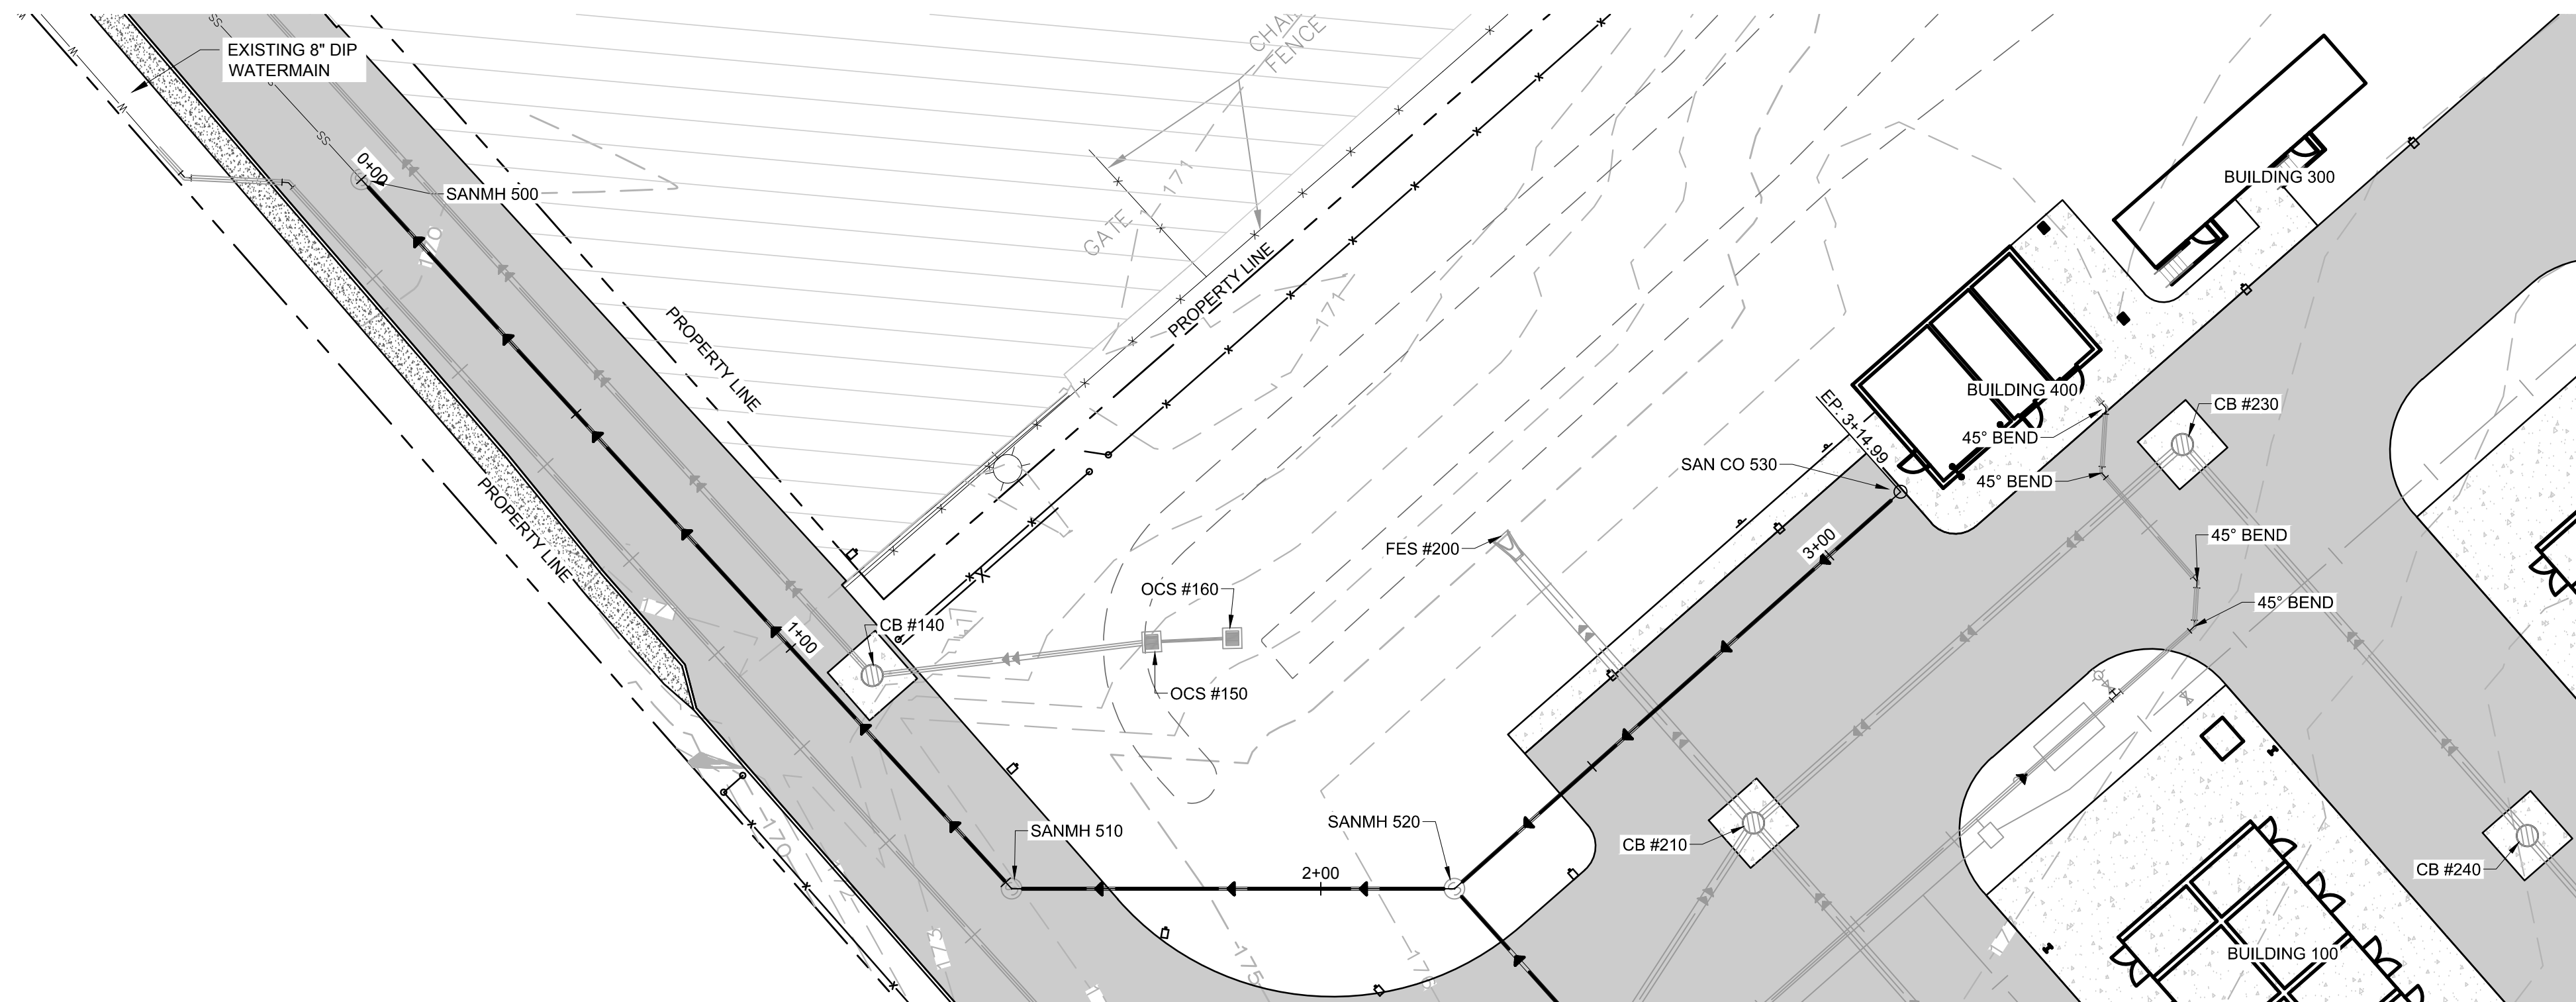 EXISTING 8" DIP
WATERMAIN
W
W
SS
SS
0+00
SANMH 500
PROPERTY LINE
PROPERTY LINE
PROPERTY LINE
GATE
FENCE
171
171
1+00
CB #140
OCS #160
OCS #150
SANMH 510
170
2+00
SANMH 520
175
FES #200
SAN CO 530
EP: 3+14.99
3+00
BUILDING 300
BUILDING 400
45° BEND
45° BEND
45° BEND
45° BEND
CB #230
CB #210
CB #240
BUILDING 100